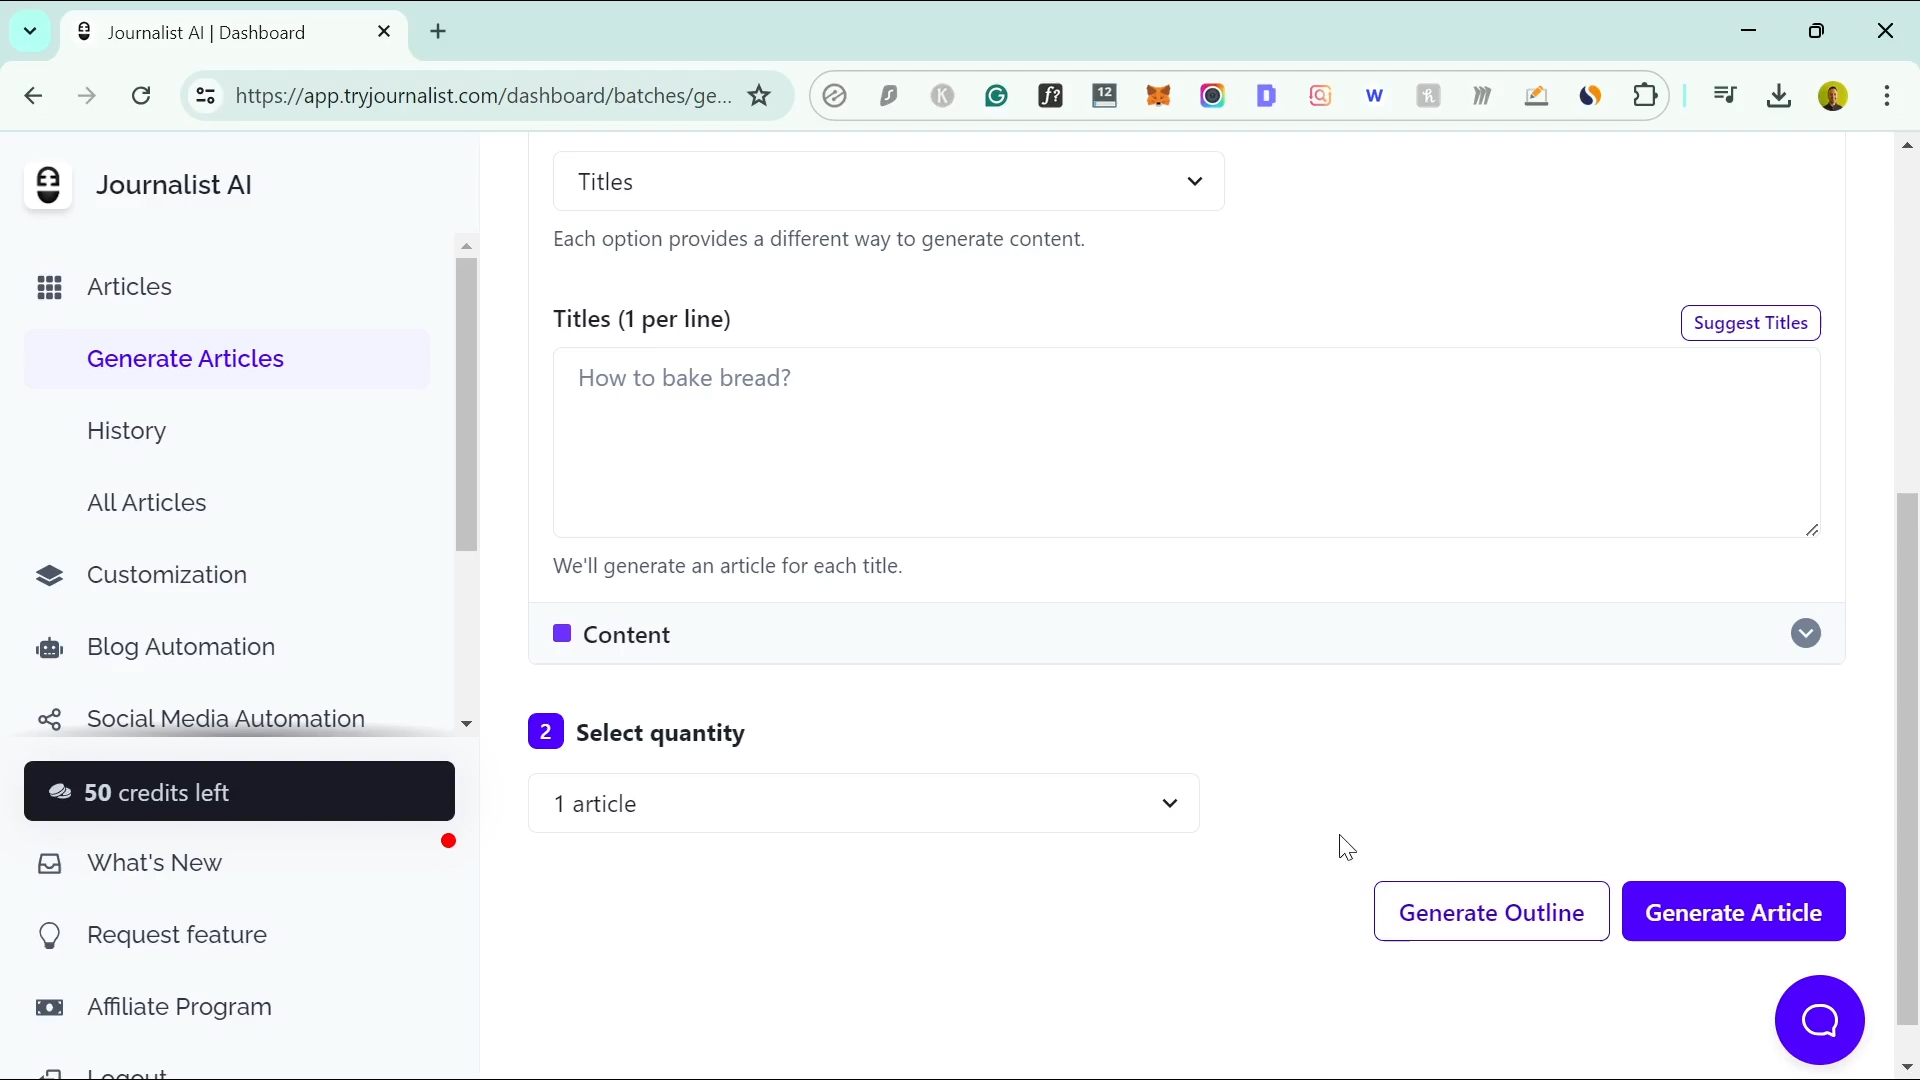 Journalist AI | Dashboard
https://app.tryjournalist.com/dashboard/batches/ge...
12
Journalist AI
Articles
Generate Articles
History
All Articles
Customization
Blog Automation
Social Media Automation
50 credits left
What's New
Request feature
Affiliate Program
Logout
Titles
Each option provides a different way to generate content.
Titles (1 per line)
Suggest Titles
How to bake bread?
We'll generate an article for each title.
Content
2 Select quantity
1 article
Generate Outline
Generate Article